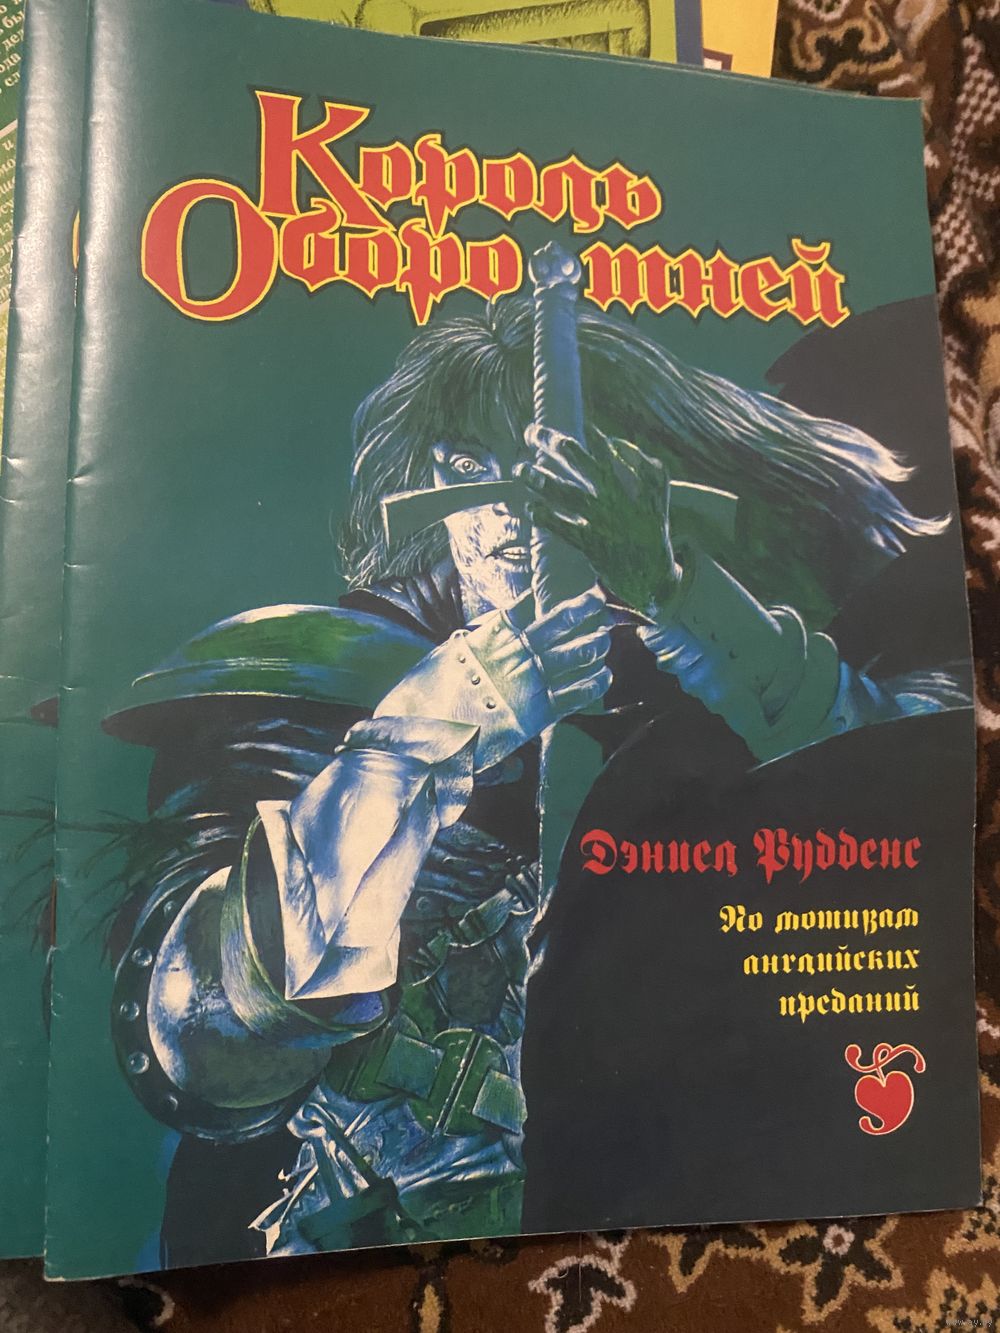 Король
Оборотней
Дэниел Рудденс
По мотивам
английских
преданий